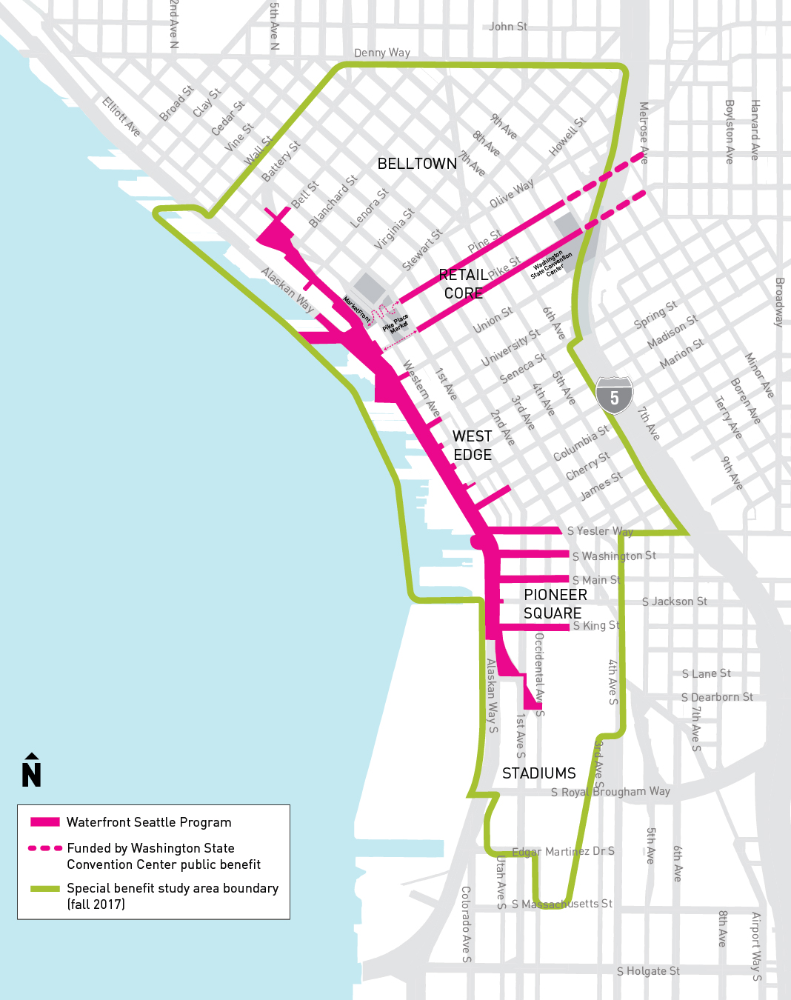 2nd Ave N
5th Ave N
John St
Denny Way
Elliott Ave
Broad St
Clay St
Cedar St
Vine St
Wall St
Battery St
Bell St
Blanchard St
Lenora St
Virginia St
Stewart St
BELLTOWN
9th Ave
8th Ave
7th Ave
Howell St
Olive Way
Melrose Ave
Boylston Ave
Harvard Ave
Pine St
Pike St
RETAIL
CORE
Washington
State Convention
Center
Alaskan Way
MarketFront
Pike Place
Market
Union St
University St
Seneca St
6th Ave
5th Ave
4th Ave
3rd Ave
2nd Ave
1st Ave
Western Ave
Spring St
Madison St
Marion St
Broadway
Minor Ave
Boren Ave
Terry Ave
9th Ave
7th Ave
5
WEST
EDGE
Columbia St
Cherry St
James St
S Yesler Way
S Washington St
S Main St
PIONEER
SQUARE
S Jackson St
S King St
Occidental Ave S
Alaskan Way S
1st Ave S
4th Ave S
3rd Ave S
S Lane St
S Dearborn St
7th Ave S
STADIUMS
S Royal Brougham Way
Edgar Martinez Dr S
5th Ave S
6th Ave
Utah Ave S
Colorado Ave S
S Massachusetts St
8th Ave
Airport Way S
S Holgate St
N
Waterfront Seattle Program
Funded by Washington State
Convention Center public benefit
Special benefit study area boundary
(fall 2017)